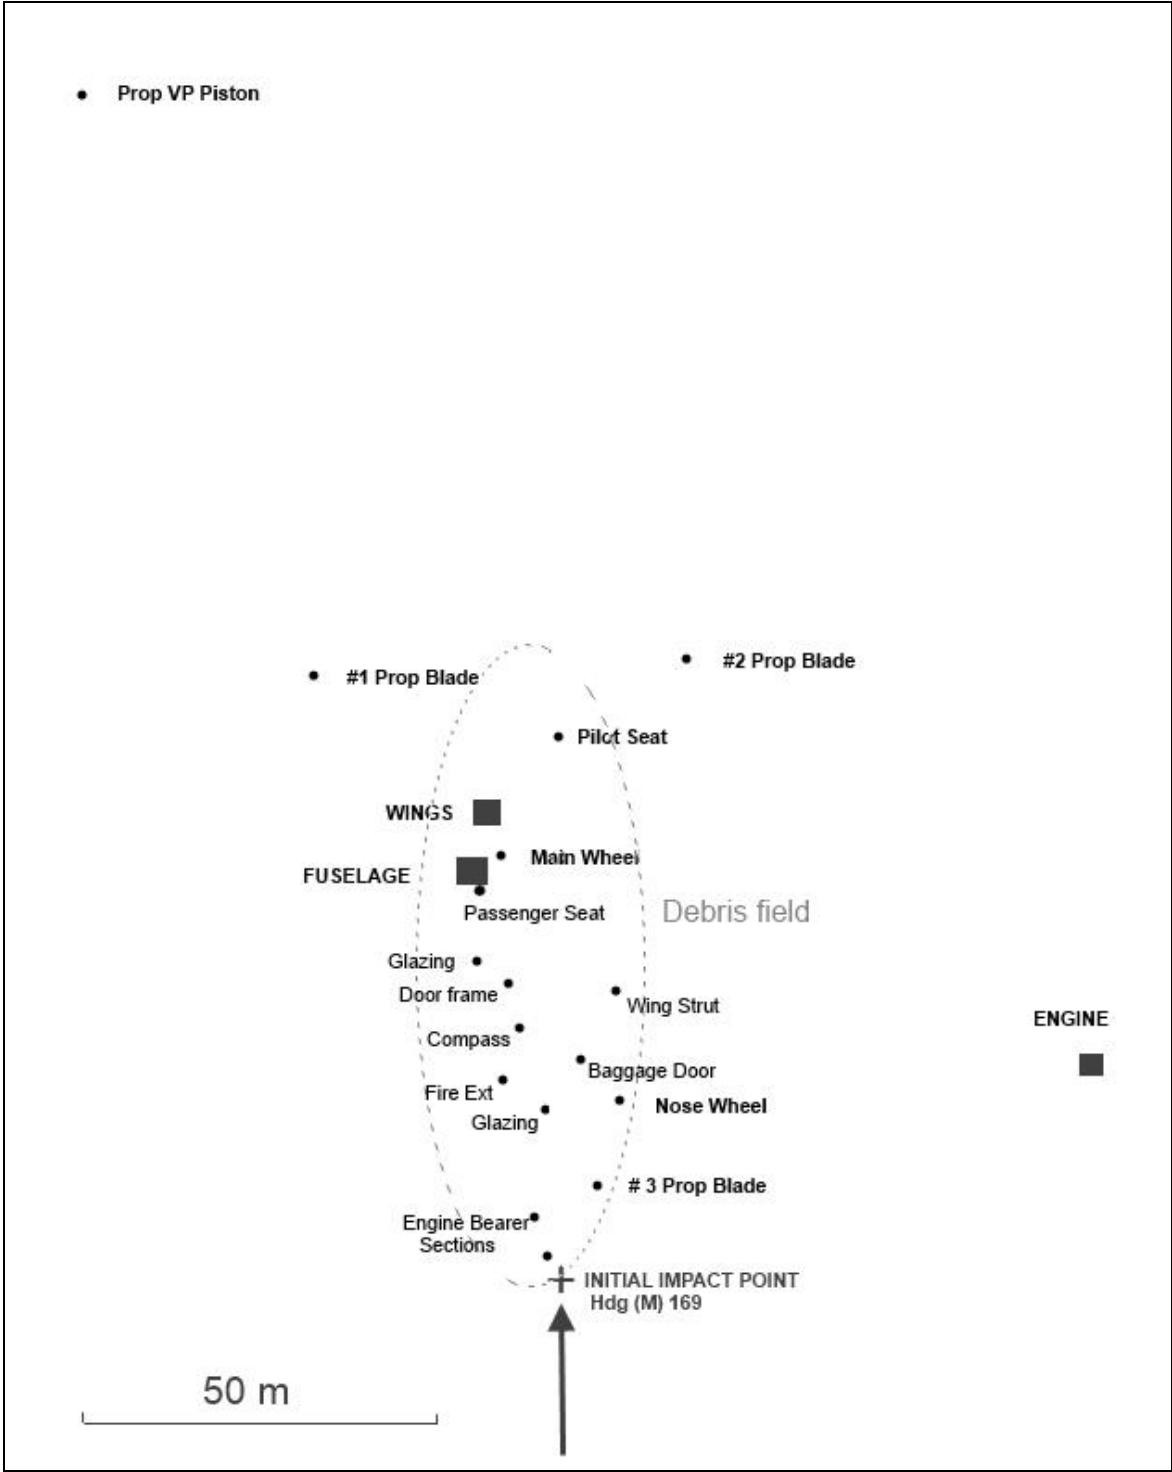 Prop VP Piston
#2 Prop Blade
#1 Prop Blade
Pilot Seat
WINGS
Main Wheel
FUSELAGE
Passenger Seat
Debris field
Glazing
Door frame
Wing Strut
ENGINE
Compass
Baggage Door
Fire Ext
Nose Wheel
Glazing
# 3 Prop Blade
Engine Bearer
Sections
INITIAL IMPACT POINT
Hdg (M) 169
50 m